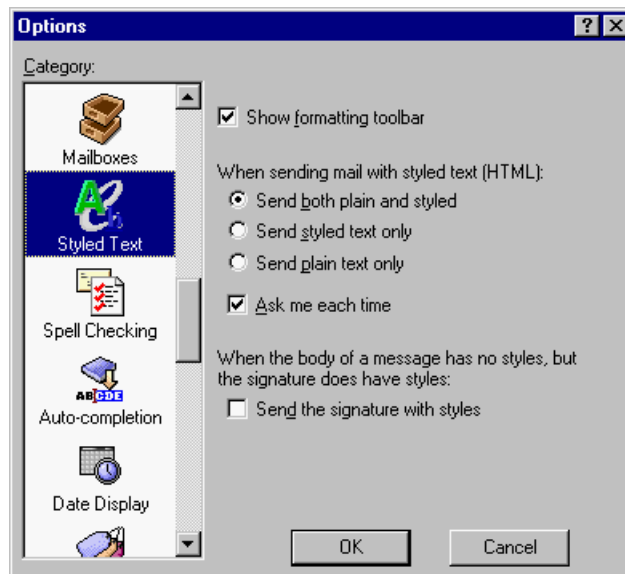 Options
Category:
Mailboxes
Styled Text
Spell Checking
ABCDE
Auto-completion
Date Display
Show formatting toolbar
When sending mail with styled text (HTML):
Send both plain and styled
Send styled text only
Send plain text only
Ask me each time
When the body of a message has no styles, but
the signature does have styles:
Send the signature with styles
OK
Cancel